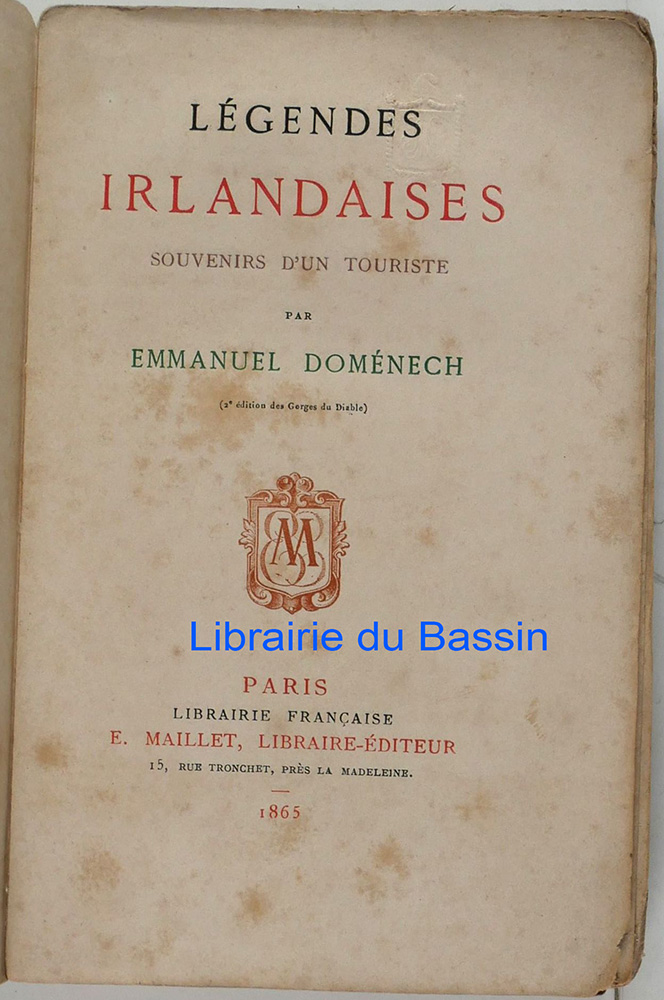 LÉGENDES
IRLANDAISES
SOUVENIRS D'UN TOURISTE
PAR
EMMANUEL DOMÉNECH
(2e édition des Gorges du Diable)
M
Librairie du Bassin
PARIS
LIBRAIRIE FRANÇAISE
E. MAILLET, LIBRAIRE-ÉDITEUR
15, RUE TRONCHET, PRÈS LA MADELEINE.
1865